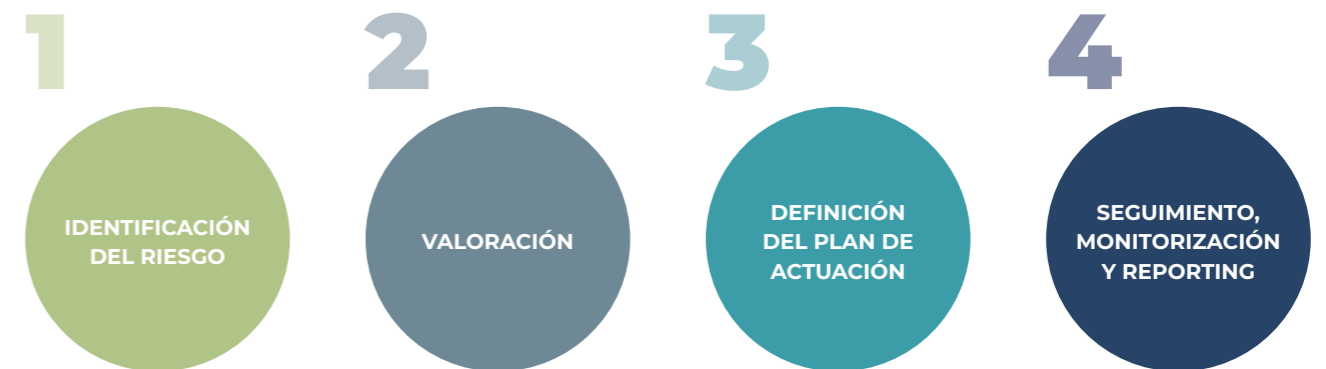 1
IDENTIFICACIÓN
DEL RIESGO
2
VALORACIÓN
3
DEFINICIÓN
DEL PLAN DE
ACTUACIÓN
4
SEGUIMIENTO,
MONITORIZACIÓN
Y REPORTING